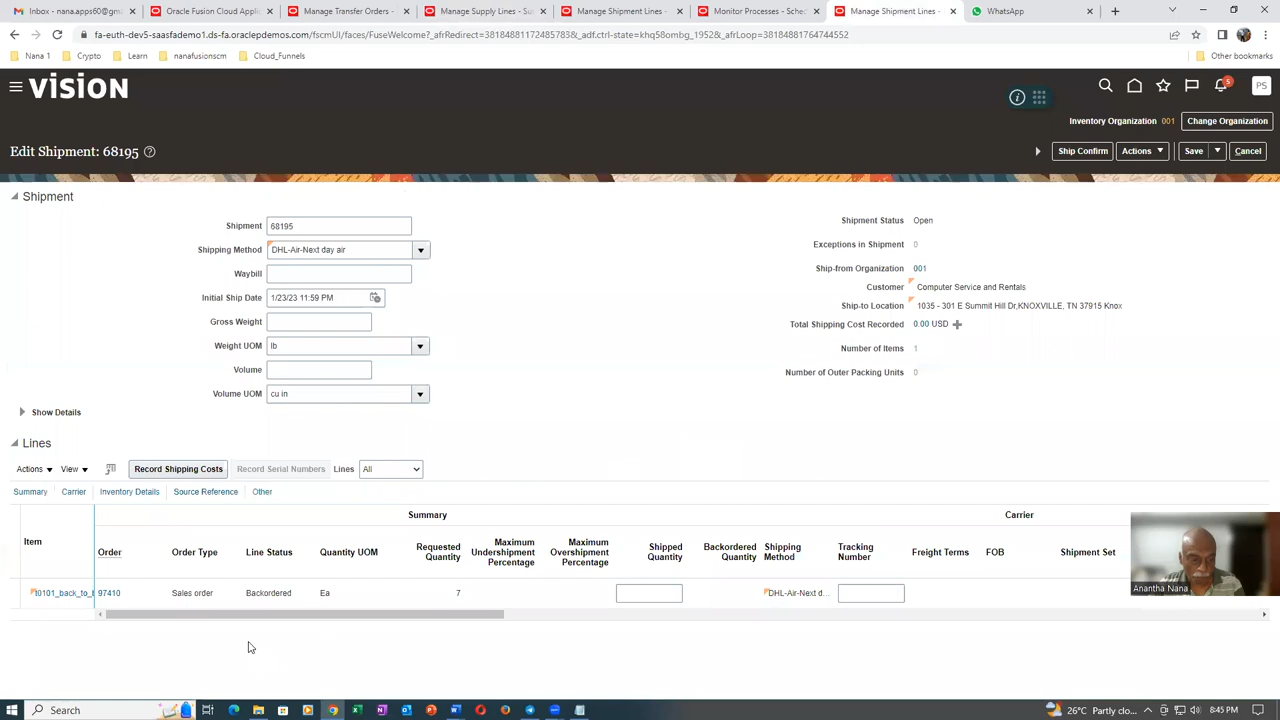 Inbox - nana.apps60@gm
Oracle Fusion Cloud Applic
Manage Transfer Orders -
Manage Supply Lines - Su
Manage Shipment Lines -
Monitor Processes - Sche
Manage Shipment Lines -
WhatsApp
fa-euth-dev5-saasfademo1.ds-fa.oraclepdemos.com/fscmUI/faces/FuseWelcome?_afrRedirect=38184881172485783&_adf.ctrl-state=khq58ombg_1952&_afrLoop=38184881764744552
Nana 1
Crypto
Learn
nanafusionscm
Cloud_Funnels
Other bookmarks
VISION
5
PS
Inventory Organization 001 Change Organization
Edit Shipment: 68195
Ship Confirm Actions Save Cancel
Shipment
Shipment 68195
Shipping Method DHL-Air-Next day air
Waybill
Initial Ship Date 1/23/23 11:59 PM
Gross Weight
Weight UOM lb
Volume
Volume UOM cu in
Shipment Status Open
Exceptions in Shipment 0
Ship-from Organization 001
Customer Computer Service and Rentals
Ship-to Location 1035 - 301 E Summit Hill Dr,KNOXVILLE, TN 37915 Knox
Total Shipping Cost Recorded 0.00 USD
Number of Items 1
Number of Outer Packing Units 0
Show Details
Lines
Actions View Record Shipping Costs Record Serial Numbers Lines All
Summary Carrier Inventory Details Source Reference Other
Summary Carrier
Item
Order
Order Type
Line Status
Quantity UOM
Requested Quantity
Maximum Undershipment Percentage
Maximum Overshipment Percentage
Shipped Quantity
Backordered Quantity
Shipping Method
Tracking Number
Freight Terms
FOB
Shipment Set
t0101_back_to_b 97410 Sales order Backordered Ea 7 DHL-Air-Next d...
Anantha Nana
Search
26°C Partly clo...
8:45 PM